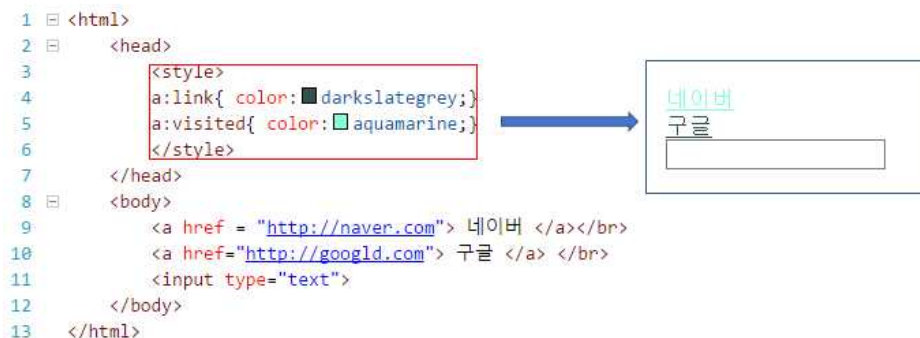 1 <html>
2 <head>
3 <style>
4 a:link{ color: darkslategrey;}
5 a:visited{ color: aquamarine;}
6 </style>
7 </head>
8 <body>
9 <a href = "http://naver.com"> 네이버 </a></br>
10 <a href="http://googld.com"> 구글 </a> </br>
11 <input type="text">
12 </body>
13 </html>
네이버
구글